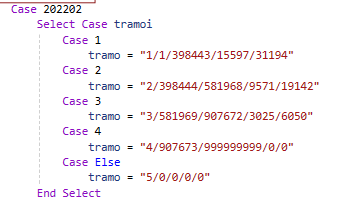 Case 202202
Select Case tramoi
Case 1
tramo = "1/1/398443/15597/31194"
Case 2
tramo = "2/398444/581968/9571/19142"
Case 3
tramo = "3/581969/907672/3025/6050"
Case 4
tramo = "4/907673/999999999/0/0"
Case Else
tramo = "5/0/0/0/0"
End Select